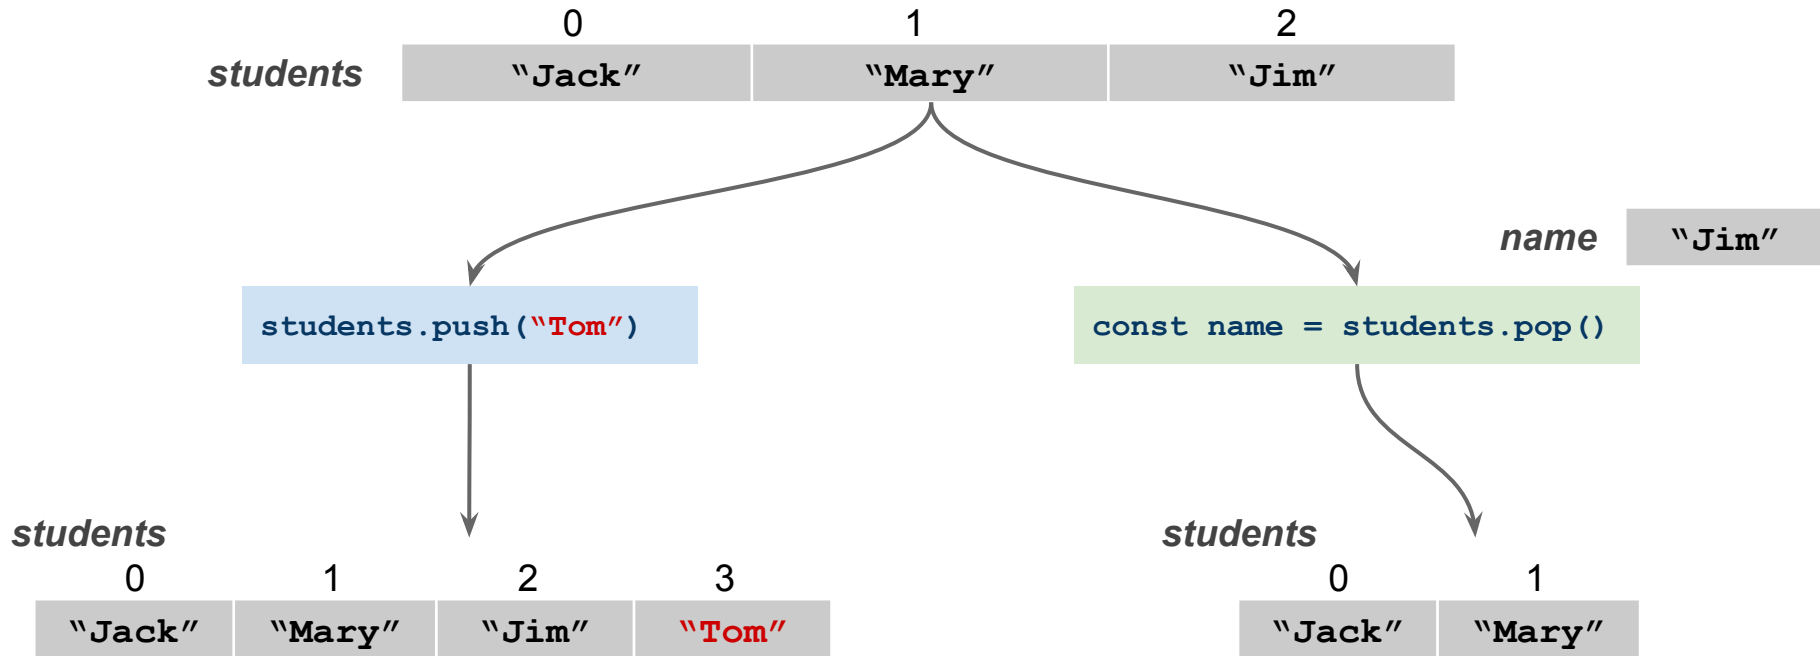 0 1 2
students “Jack” “Mary” “Jim”
name “Jim”
students.push(“Tom”)
const name = students.pop()
students
0 1 2 3
“Jack” “Mary” “Jim” “Tom”
students
0 1
“Jack” “Mary”